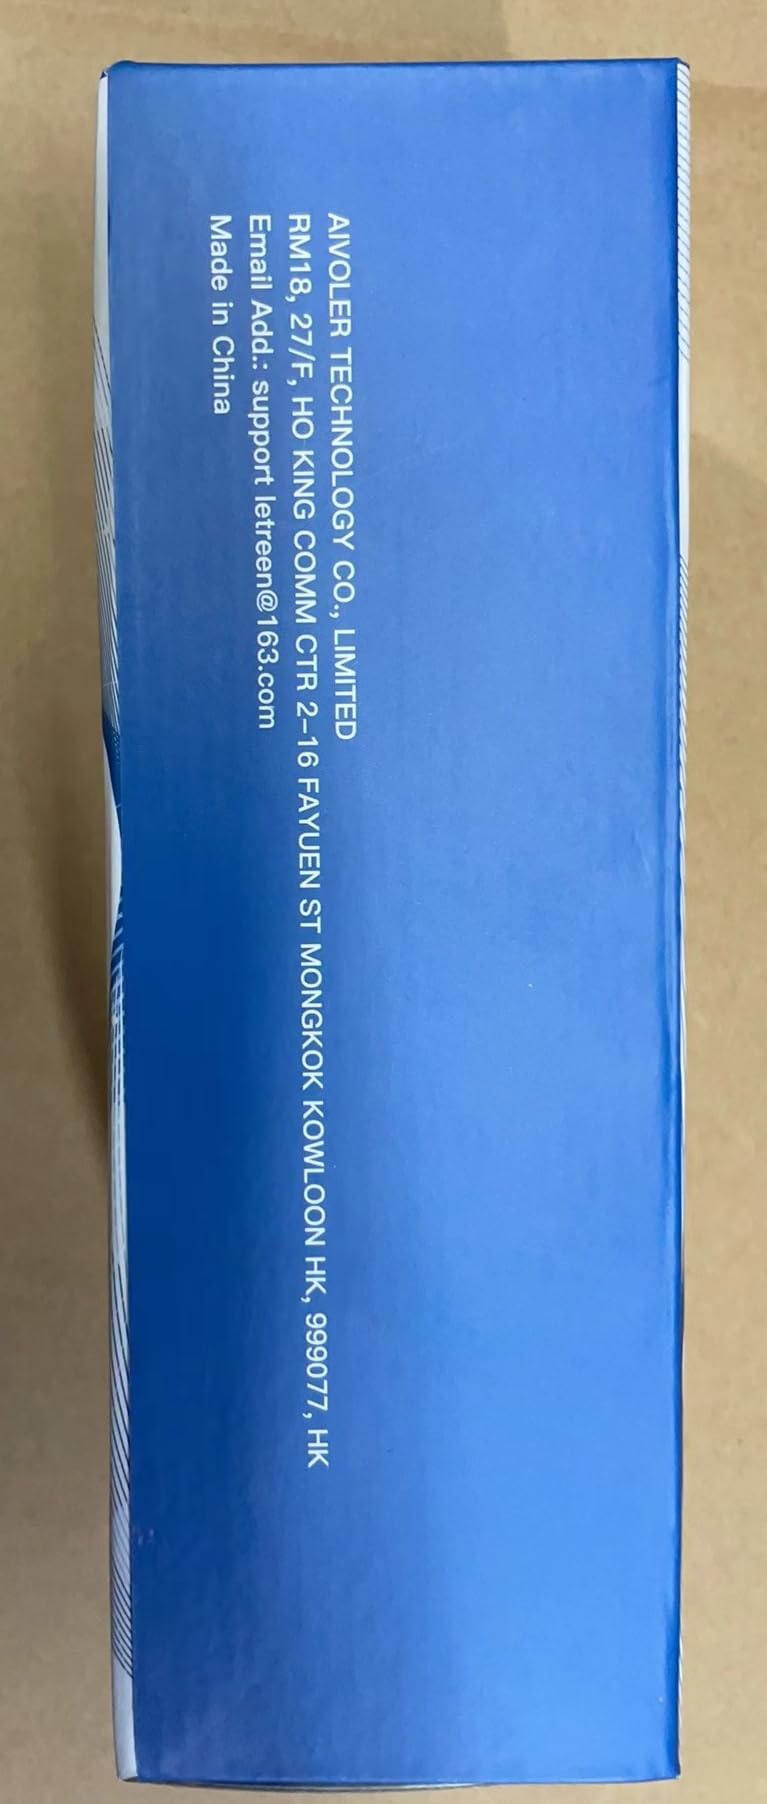 AIVOLER TECHNOLOGY CO., LIMITED
RM18, 27/F, HO KING COMM CTR 2-16 FAYUEN ST MONGKOK KOWLOON HK, 999077, HK
Email Add.: support letreen@163.com
Made in China